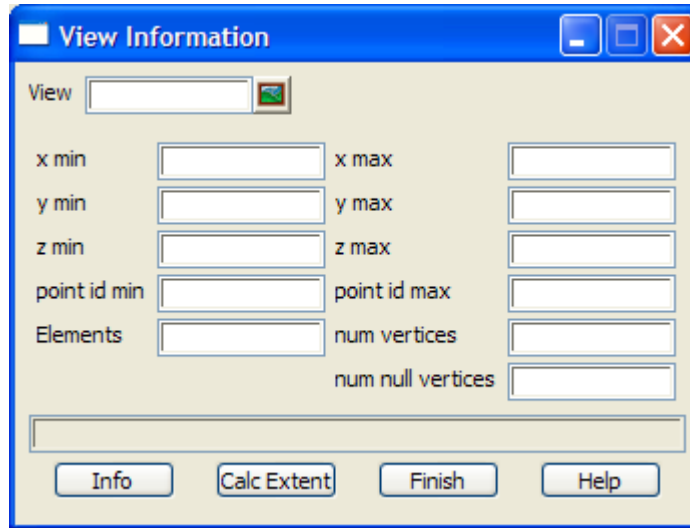 View Information
View
x min x max
y min y max
z min z max
point id min point id max
Elements num vertices
num null vertices
Info Calc Extent Finish Help